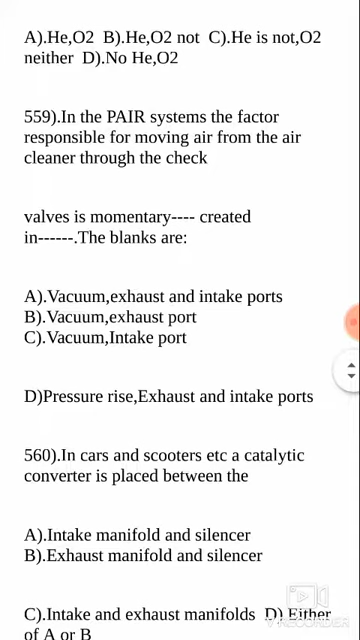 A).He,O2  B).He,O2 not  C).He is not,O2
neither  D).No He,O2
559).In the PAIR systems the factor
responsible for moving air from the air
cleaner through the check
valves is momentary---- created
in------.The blanks are:
A).Vacuum,exhaust and intake ports
B).Vacuum,exhaust port
C).Vacuum,Intake port
D)Pressure rise,Exhaust and intake ports
560).In cars and scooters etc a catalytic
converter is placed between the
A).Intake manifold and silencer
B).Exhaust manifold and silencer
C).Intake and exhaust manifolds  D) Either
of A or B
RECORDER